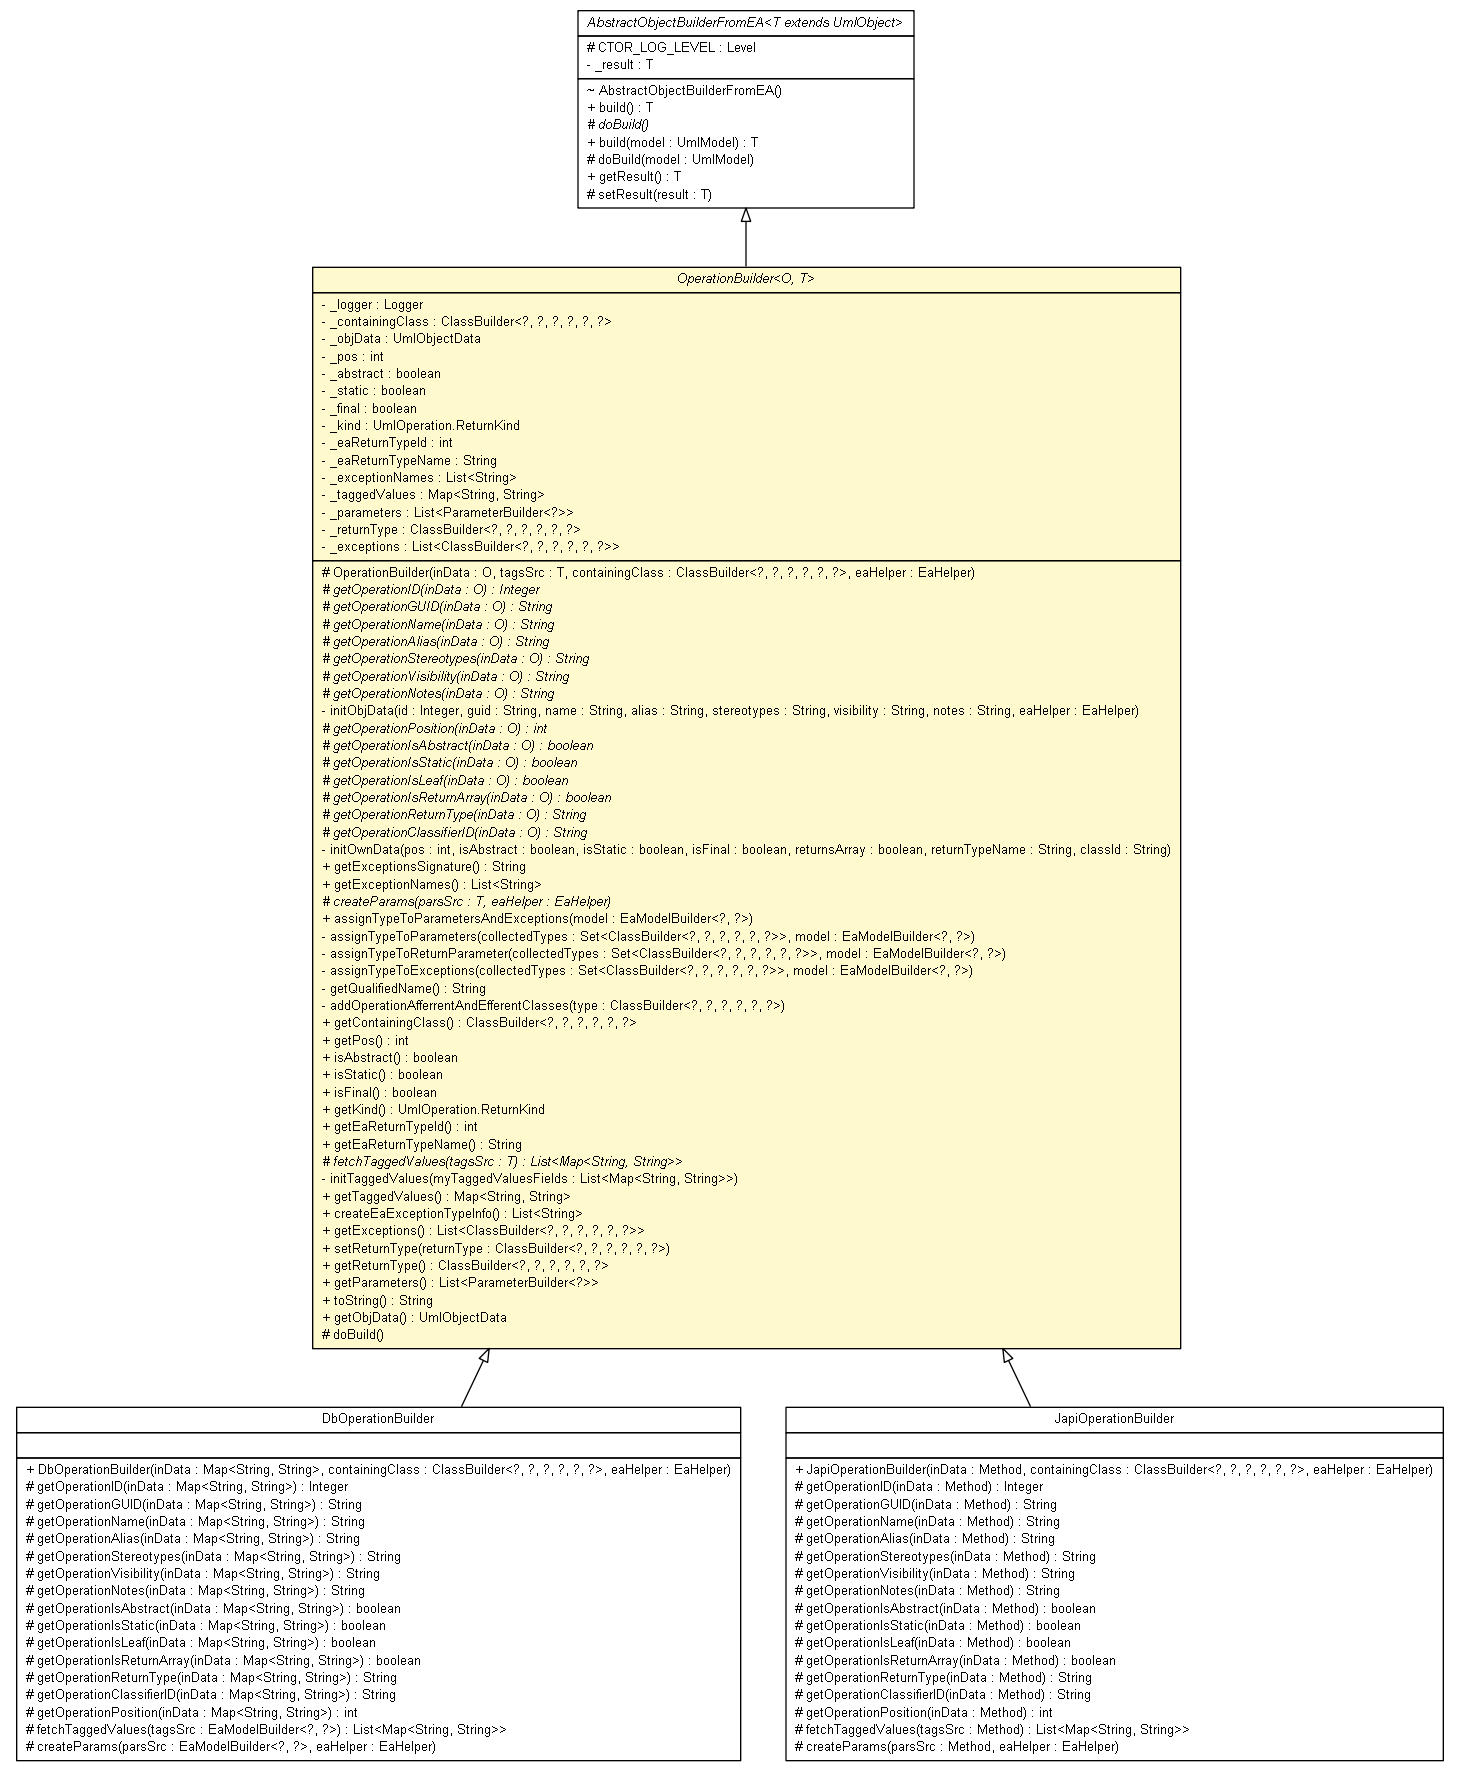 AbstractObjectBuilderFromEA<T extends UmlObject>
# CTOR_LOG_LEVEL : Level
- _result : T
~ AbstractObjectBuilderFromEA()
+ build() : T
# doBuild()
+ build(model : UmlModel) : T
# doBuild(model : UmlModel)
+ getResult() : T
# setResult(result : T)
OperationBuilder<O, T>
- _logger : Logger
- _containingClass : ClassBuilder<?, ?, ?, ?, ?, ?>
- _objData : UmlObjectData
- _pos : int
- _abstract : boolean
- _static : boolean
- _final : boolean
- _kind : UmlOperation.ReturnKind
- _eaReturnTypeId : int
- _eaReturnTypeName : String
- _exceptionNames : List<String>
- _taggedValues : Map<String, String>
- _parameters : List<ParameterBuilder<?>>
- _returnType : ClassBuilder<?, ?, ?, ?, ?, ?>
- _exceptions : List<ClassBuilder<?, ?, ?, ?, ?, ?>>
# OperationBuilder(inData : O, tagsSrc : T, containingClass : ClassBuilder<?, ?, ?, ?, ?, ?>, eaHelper : EaHelper)
# getOperationID(inData : O) : Integer
# getOperationGUID(inData : O) : String
# getOperationName(inData : O) : String
# getOperationAlias(inData : O) : String
# getOperationStereotypes(inData : O) : String
# getOperationVisibility(inData : O) : String
# getOperationNotes(inData : O) : String
- initObjData(id : Integer, guid : String, name : String, alias : String, stereotypes : String, visibility : String, notes : String, eaHelper : EaHelper)
# getOperationPosition(inData : O) : int
# getOperationIsAbstract(inData : O) : boolean
# getOperationIsStatic(inData : O) : boolean
# getOperationIsLeaf(inData : O) : boolean
# getOperationIsReturnArray(inData : O) : boolean
# getOperationReturnType(inData : O) : String
# getOperationClassifierID(inData : O) : String
- initOwnData(pos : int, isAbstract : boolean, isStatic : boolean, isFinal : boolean, returnsArray : boolean, returnTypeName : String, classId : String)
+ getExceptionsSignature() : String
+ getExceptionNames() : List<String>
# createParams(parsSrc : T, eaHelper : EaHelper)
+ assignTypeToParametersAndExceptions(model : EaModelBuilder<?, ?>)
- assignTypeToParameters(collectedTypes : Set<ClassBuilder<?, ?, ?, ?, ?, ?>>, model : EaModelBuilder<?, ?>)
- assignTypeToReturnParameter(collectedTypes : Set<ClassBuilder<?, ?, ?, ?, ?, ?>>, model : EaModelBuilder<?, ?>)
- assignTypeToExceptions(collectedTypes : Set<ClassBuilder<?, ?, ?, ?, ?, ?>>, model : EaModelBuilder<?, ?>)
- getQualifiedName() : String
- addOperationAfferrentAndEfferentClasses(type : ClassBuilder<?, ?, ?, ?, ?, ?>)
+ getContainingClass() : ClassBuilder<?, ?, ?, ?, ?, ?>
+ getPos() : int
+ isAbstract() : boolean
+ isStatic() : boolean
+ isFinal() : boolean
+ getKind() : UmlOperation.ReturnKind
+ getEaReturnTypeId() : int
+ getEaReturnTypeName() : String
# fetchTaggedValues(tagsSrc : T) : List<Map<String, String>>
- initTaggedValues(myTaggedValuesFields : List<Map<String, String>>)
+ getTaggedValues() : Map<String, String>
+ createEaExceptionTypeInfo() : List<String>
+ getExceptions() : List<ClassBuilder<?, ?, ?, ?, ?, ?>>
+ setReturnType(returnType : ClassBuilder<?, ?, ?, ?, ?, ?>)
+ getReturnType() : ClassBuilder<?, ?, ?, ?, ?, ?>
+ getParameters() : List<ParameterBuilder<?>>
+ toString() : String
+ getObjData() : UmlObjectData
# doBuild()
DbOperationBuilder
+ DbOperationBuilder(inData : Map<String, String>, containingClass : ClassBuilder<?, ?, ?, ?, ?, ?>, eaHelper : EaHelper)
# getOperationID(inData : Map<String, String>) : Integer
# getOperationGUID(inData : Map<String, String>) : String
# getOperationName(inData : Map<String, String>) : String
# getOperationAlias(inData : Map<String, String>) : String
# getOperationStereotypes(inData : Map<String, String>) : String
# getOperationVisibility(inData : Map<String, String>) : String
# getOperationNotes(inData : Map<String, String>) : String
# getOperationIsAbstract(inData : Map<String, String>) : boolean
# getOperationIsStatic(inData : Map<String, String>) : boolean
# getOperationIsLeaf(inData : Map<String, String>) : boolean
# getOperationIsReturnArray(inData : Map<String, String>) : boolean
# getOperationReturnType(inData : Map<String, String>) : String
# getOperationClassifierID(inData : Map<String, String>) : String
# getOperationPosition(inData : Map<String, String>) : int
# fetchTaggedValues(tagsSrc : EaModelBuilder<?, ?>) : List<Map<String, String>>
# createParams(parsSrc : EaModelBuilder<?, ?>, eaHelper : EaHelper)
JapiOperationBuilder
+ JapiOperationBuilder(inData : Method, containingClass : ClassBuilder<?, ?, ?, ?, ?, ?>, eaHelper : EaHelper)
# getOperationID(inData : Method) : Integer
# getOperationGUID(inData : Method) : String
# getOperationName(inData : Method) : String
# getOperationAlias(inData : Method) : String
# getOperationStereotypes(inData : Method) : String
# getOperationVisibility(inData : Method) : String
# getOperationNotes(inData : Method) : String
# getOperationIsAbstract(inData : Method) : boolean
# getOperationIsStatic(inData : Method) : boolean
# getOperationIsLeaf(inData : Method) : boolean
# getOperationIsReturnArray(inData : Method) : boolean
# getOperationReturnType(inData : Method) : String
# getOperationClassifierID(inData : Method) : String
# getOperationPosition(inData : Method) : int
# fetchTaggedValues(tagsSrc : Method) : List<Map<String, String>>
# createParams(parsSrc : Method, eaHelper : EaHelper)